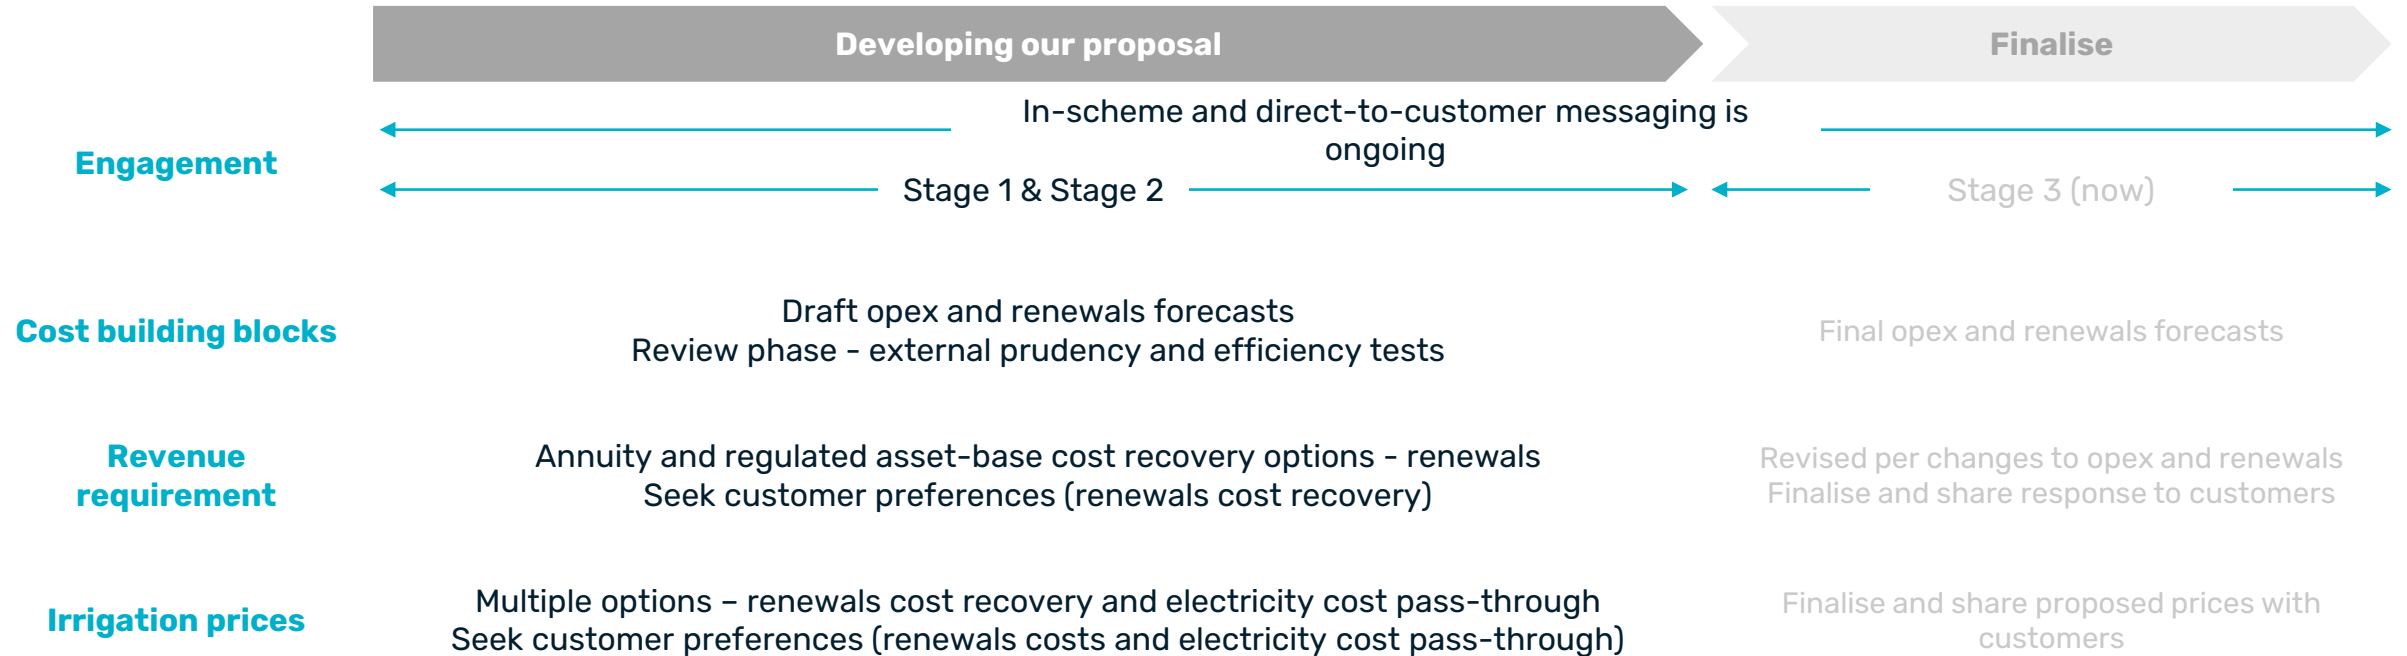 Developing our proposal
Finalise
Engagement
In-scheme and direct-to-customer messaging is
ongoing
Stage 1 & Stage 2
Stage 3 (now)
Cost building blocks
Draft opex and renewals forecasts
Review phase - external prudency and efficiency tests
Final opex and renewals forecasts
Revenue
requirement
Annuity and regulated asset-base cost recovery options - renewals
Seek customer preferences (renewals cost recovery)
Revised per changes to opex and renewals
Finalise and share response to customers
Irrigation prices
Multiple options – renewals cost recovery and electricity cost pass-through
Seek customer preferences (renewals costs and electricity cost pass-through)
Finalise and share proposed prices with
customers